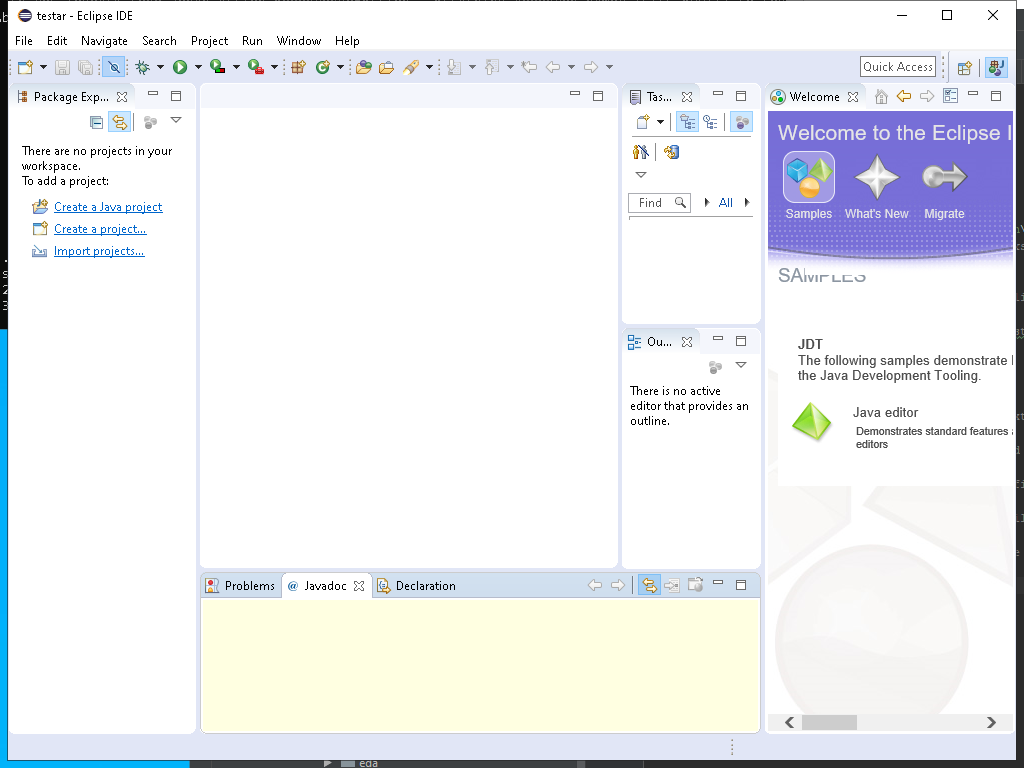 testar - Eclipse IDE
File Edit Navigate Search Project Run Window Help
Quick Access
Package Exp...
There are no projects in your
workspace.
To add a project:
Create a Java project
Create a project...
Import projects...
Tas...
Find
All
Ou...
There is no active
editor that provides an
outline.
Welcome
Welcome to the Eclipse I
Samples
What's New
Migrate
SAMPLES
JDT
The following samples demonstrate
the Java Development Tooling.
Java editor
Demonstrates standard features
editors
Problems
@ Javadoc
Declaration
eda